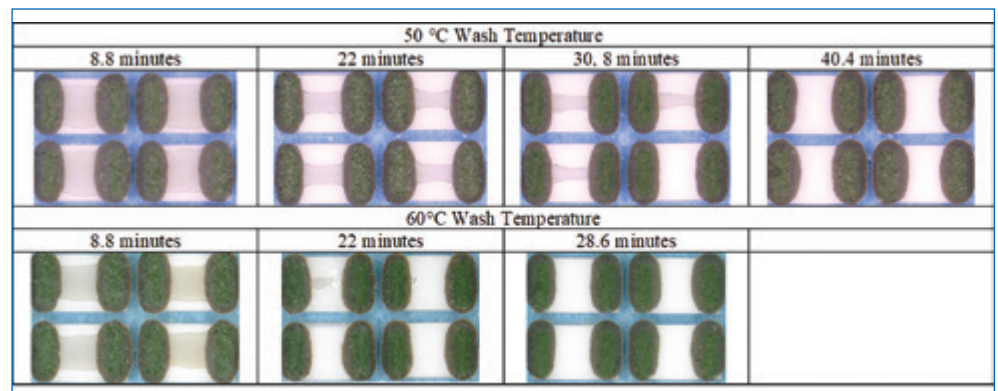 50 °C Wash Temperature
8.8 minutes 22 minutes 30. 8 minutes 40.4 minutes
60°C Wash Temperature
8.8 minutes 22 minutes 28.6 minutes